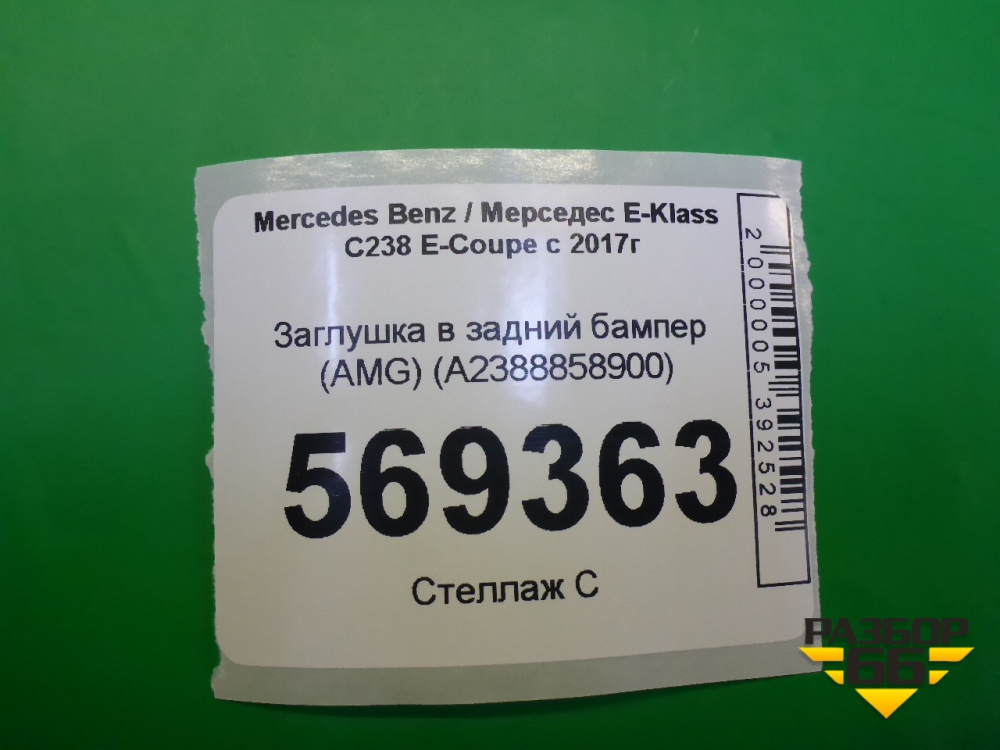 Mercedes Benz / Мерседес E-Klass
C238 E-Coupe с 2017г
Заглушка в задний бампер
(AMG) (A2388858900)
569363
Стеллаж С
2000005392528
РАЗБОР
66